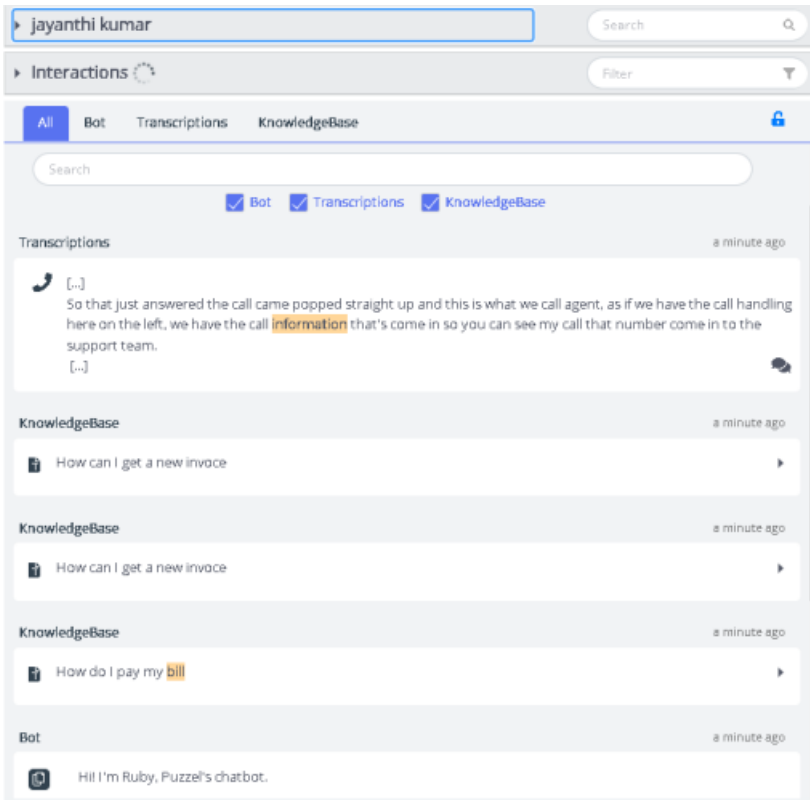 jayanthi kumar
Search
Interactions
Filter
All Bot Transcriptions KnowledgeBase
Search
Bot Transcriptions KnowledgeBase
Transcriptions a minute ago
[...]
So that just answered the call came popped straight up and this is what we call agent, as if we have the call handling
here on the left, we have the call information that's come in so you can see my call that number come in to the
support team.
[...]
KnowledgeBase a minute ago
How can I get a new invoce
KnowledgeBase a minute ago
How can I get a new invoce
KnowledgeBase a minute ago
How do I pay my bill
Bot a minute ago
Hi! I'm Ruby, Puzzel's chatbot.